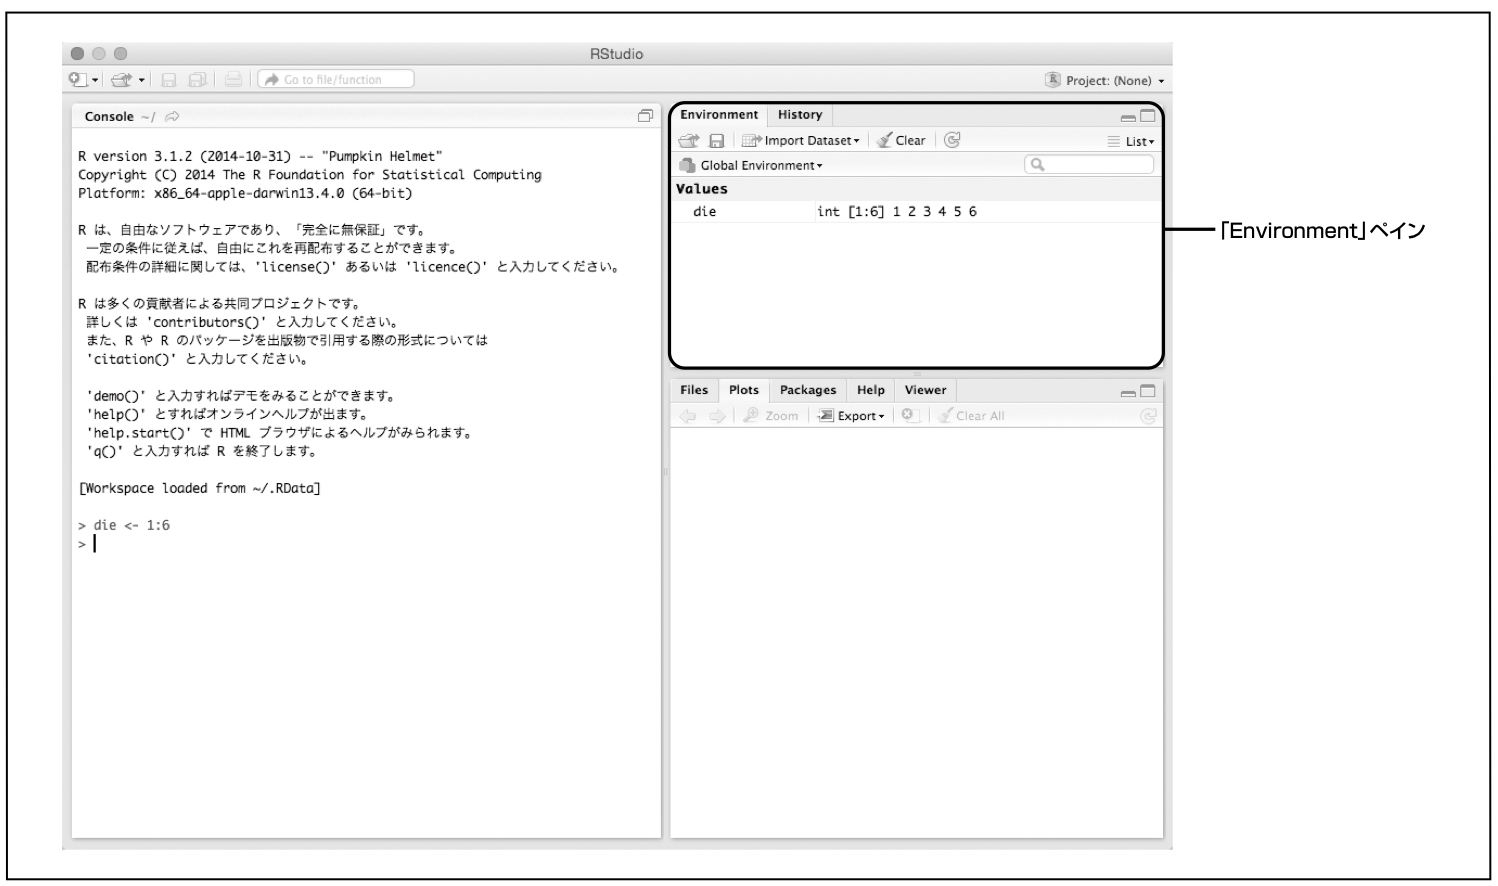 RStudio
Go to file/function
Project: (None)
Console ~/
R version 3.1.2 (2014-10-31) -- "Pumpkin Helmet"
Copyright (C) 2014 The R Foundation for Statistical Computing
Platform: x86_64-apple-darwin13.4.0 (64-bit)
R は、自由なソフトウェアであり、「完全に無保証」です。
一定の条件に従えば、自由にこれを再配布することができます。
配布条件の詳細に関しては、'license()' あるいは 'licence()' と入力してください。
R は多くの貢献者による共同プロジェクトです。
詳しくは 'contributors()' と入力してください。
また、R や R のパッケージを出版物で引用する際の形式については
'citation()' と入力してください。
'demo()' と入力すればデモをみることができます。
'help()' とすればオンラインヘルプが出ます。
'help.start()' で HTML ブラウザによるヘルプがみられます。
'q()' と入力すれば R を終了します。
[Workspace loaded from ~/.RData]
> die <- 1:6
>
Environment History
Import Dataset Clear List
Global Environment
Values
die int [1:6] 1 2 3 4 5 6
「Environment」ペイン
Files Plots Packages Help Viewer
Zoom Export Clear All